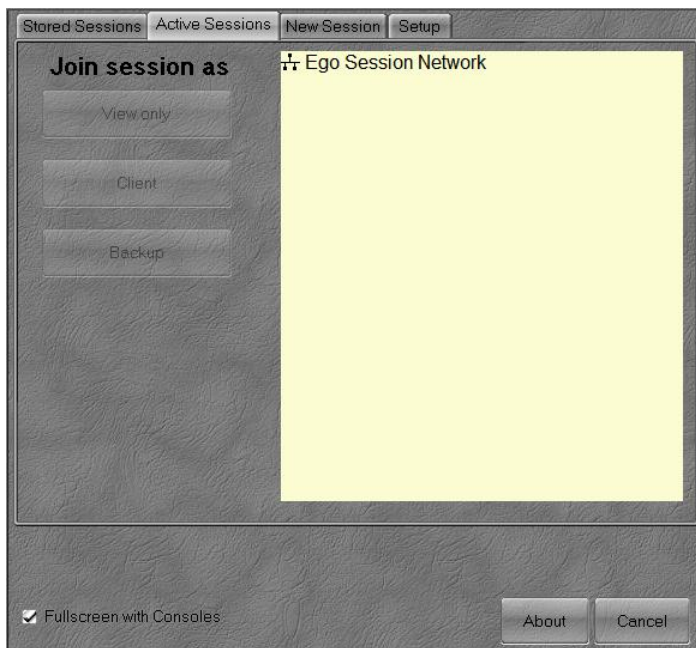 Stored Sessions Active Sessions New Session Setup
Join session as
Ego Session Network
View only
Client
Backup
Fullscreen with Consoles
About Cancel